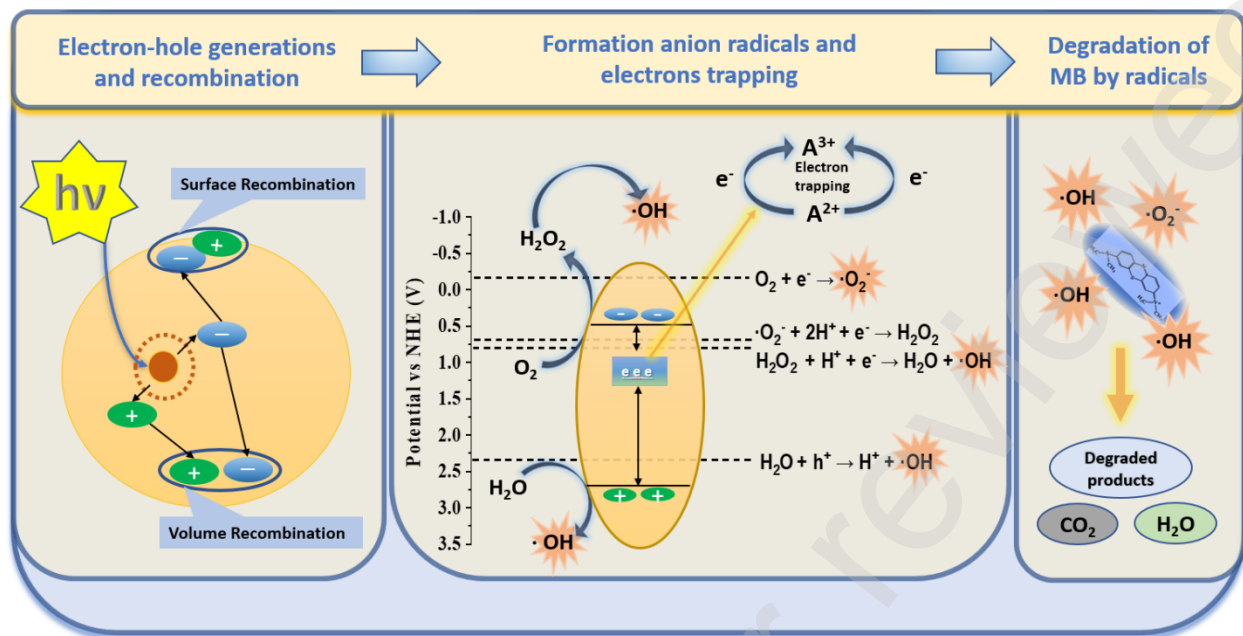 Electron-hole generations
and recombination
Formation anion radicals and
electrons trapping
Degradation of
MB by radicals
hν
Surface Recombination
+
−
−
+
+
−
Volume Recombination
Potential vs NHE (V)
-1.0
-0.5
0.0
0.5
1.0
1.5
2.0
2.5
3.0
3.5
H₂O₂
·OH
O₂
H₂O
· OH
− −
e e e
+ +
A³⁺
Electron
trapping
e⁻
e⁻
A²⁺
O₂ + e⁻ → ·O₂⁻
·O₂⁻ + 2H⁺ + e⁻ → H₂O₂
H₂O₂ + H⁺ + e⁻ → H₂O + ·OH
H₂O + h⁺ → H⁺ + ·OH
·OH
·O₂⁻
·OH
·OH
Degraded
products
CO₂
H₂O
r reviewed